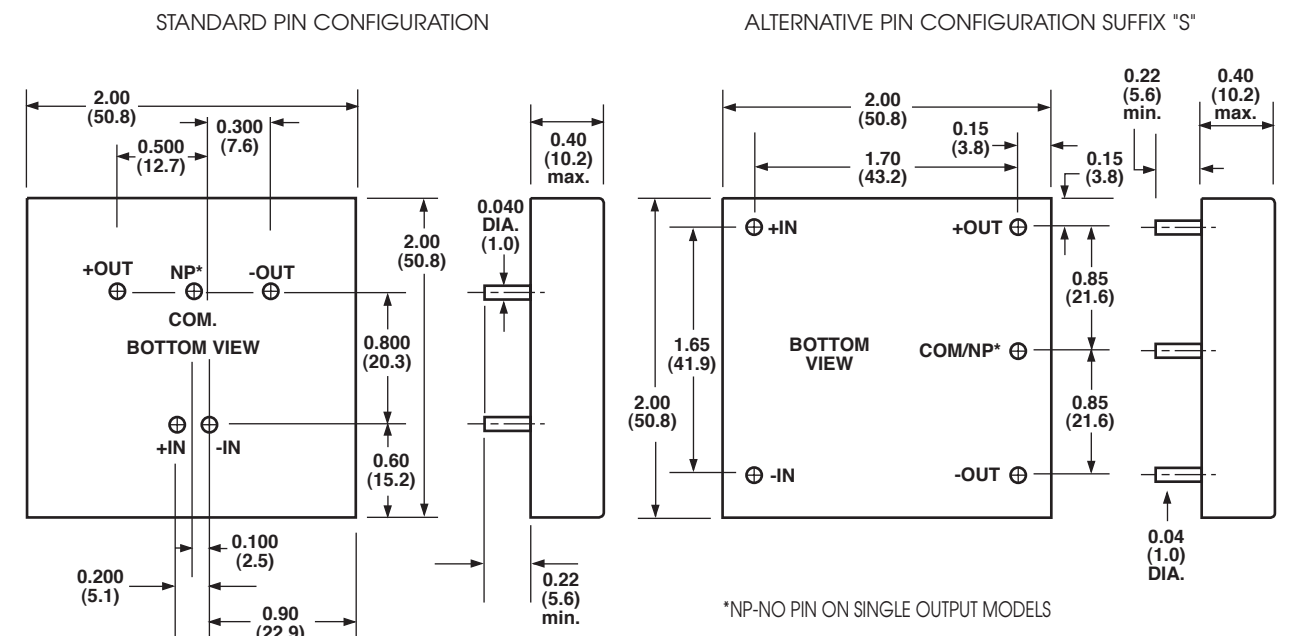 STANDARD PIN CONFIGURATION
2.00
(50.8)
0.300
(7.6)
0.500
(12.7)
0.40
(10.2)
max.
0.040
DIA.
(1.0)
2.00
(50.8)
+OUT NP* -OUT
COM.
BOTTOM VIEW
0.800
(20.3)
+IN -IN
0.60
(15.2)
0.100
(2.5)
0.200
(5.1)
0.90
(22.9)
0.22
(5.6)
min.
ALTERNATIVE PIN CONFIGURATION SUFFIX "S"
0.22
(5.6)
min.
0.40
(10.2)
max.
2.00
(50.8)
0.15
(3.8)
1.70
(43.2)
0.15
(3.8)
+IN +OUT
0.85
(21.6)
1.65
(41.9)
BOTTOM
VIEW
COM/NP*
2.00
(50.8)
0.85
(21.6)
-IN -OUT
0.04
(1.0)
DIA.
*NP-NO PIN ON SINGLE OUTPUT MODELS